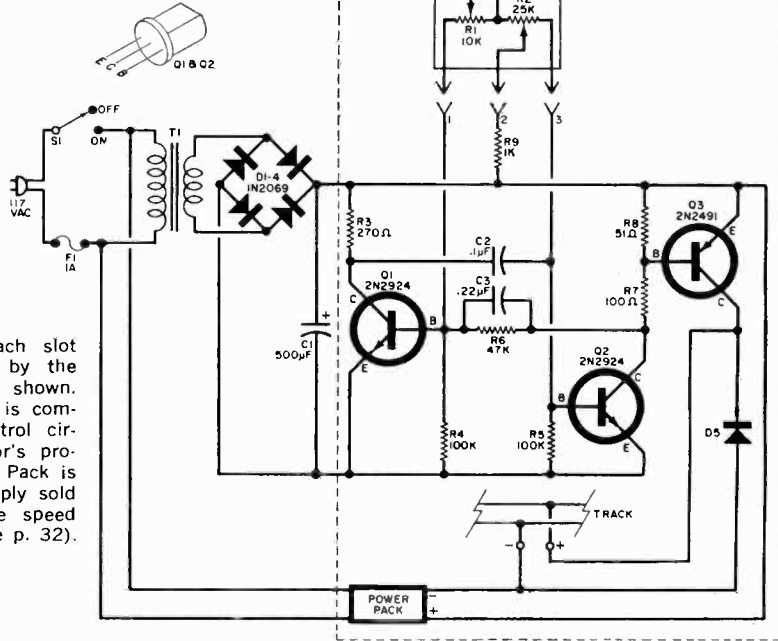 R2
25K
R1
10K
E C B
Q1 & Q2
OFF
S1
ON
T1
1
2
3
R9
1K
117
VAC
D1-4
1N2069
F1
1A
R3
270Ω
C2
.1µF
C3
.22µF
R8
51Ω
Q3
2N2491
E
B
C
R7
100Ω
Q1
2N2924
C
B
E
R6
47K
C1
500µF
+
Q2
2N2924
C
B
E
R4
100K
R5
100K
D5
ach slot
by the
shown.
is com-
trol cir-
or's pro-
Pack is
ply sold
e speed
e p. 32).
TRACK
- +
POWER
PACK
-
+